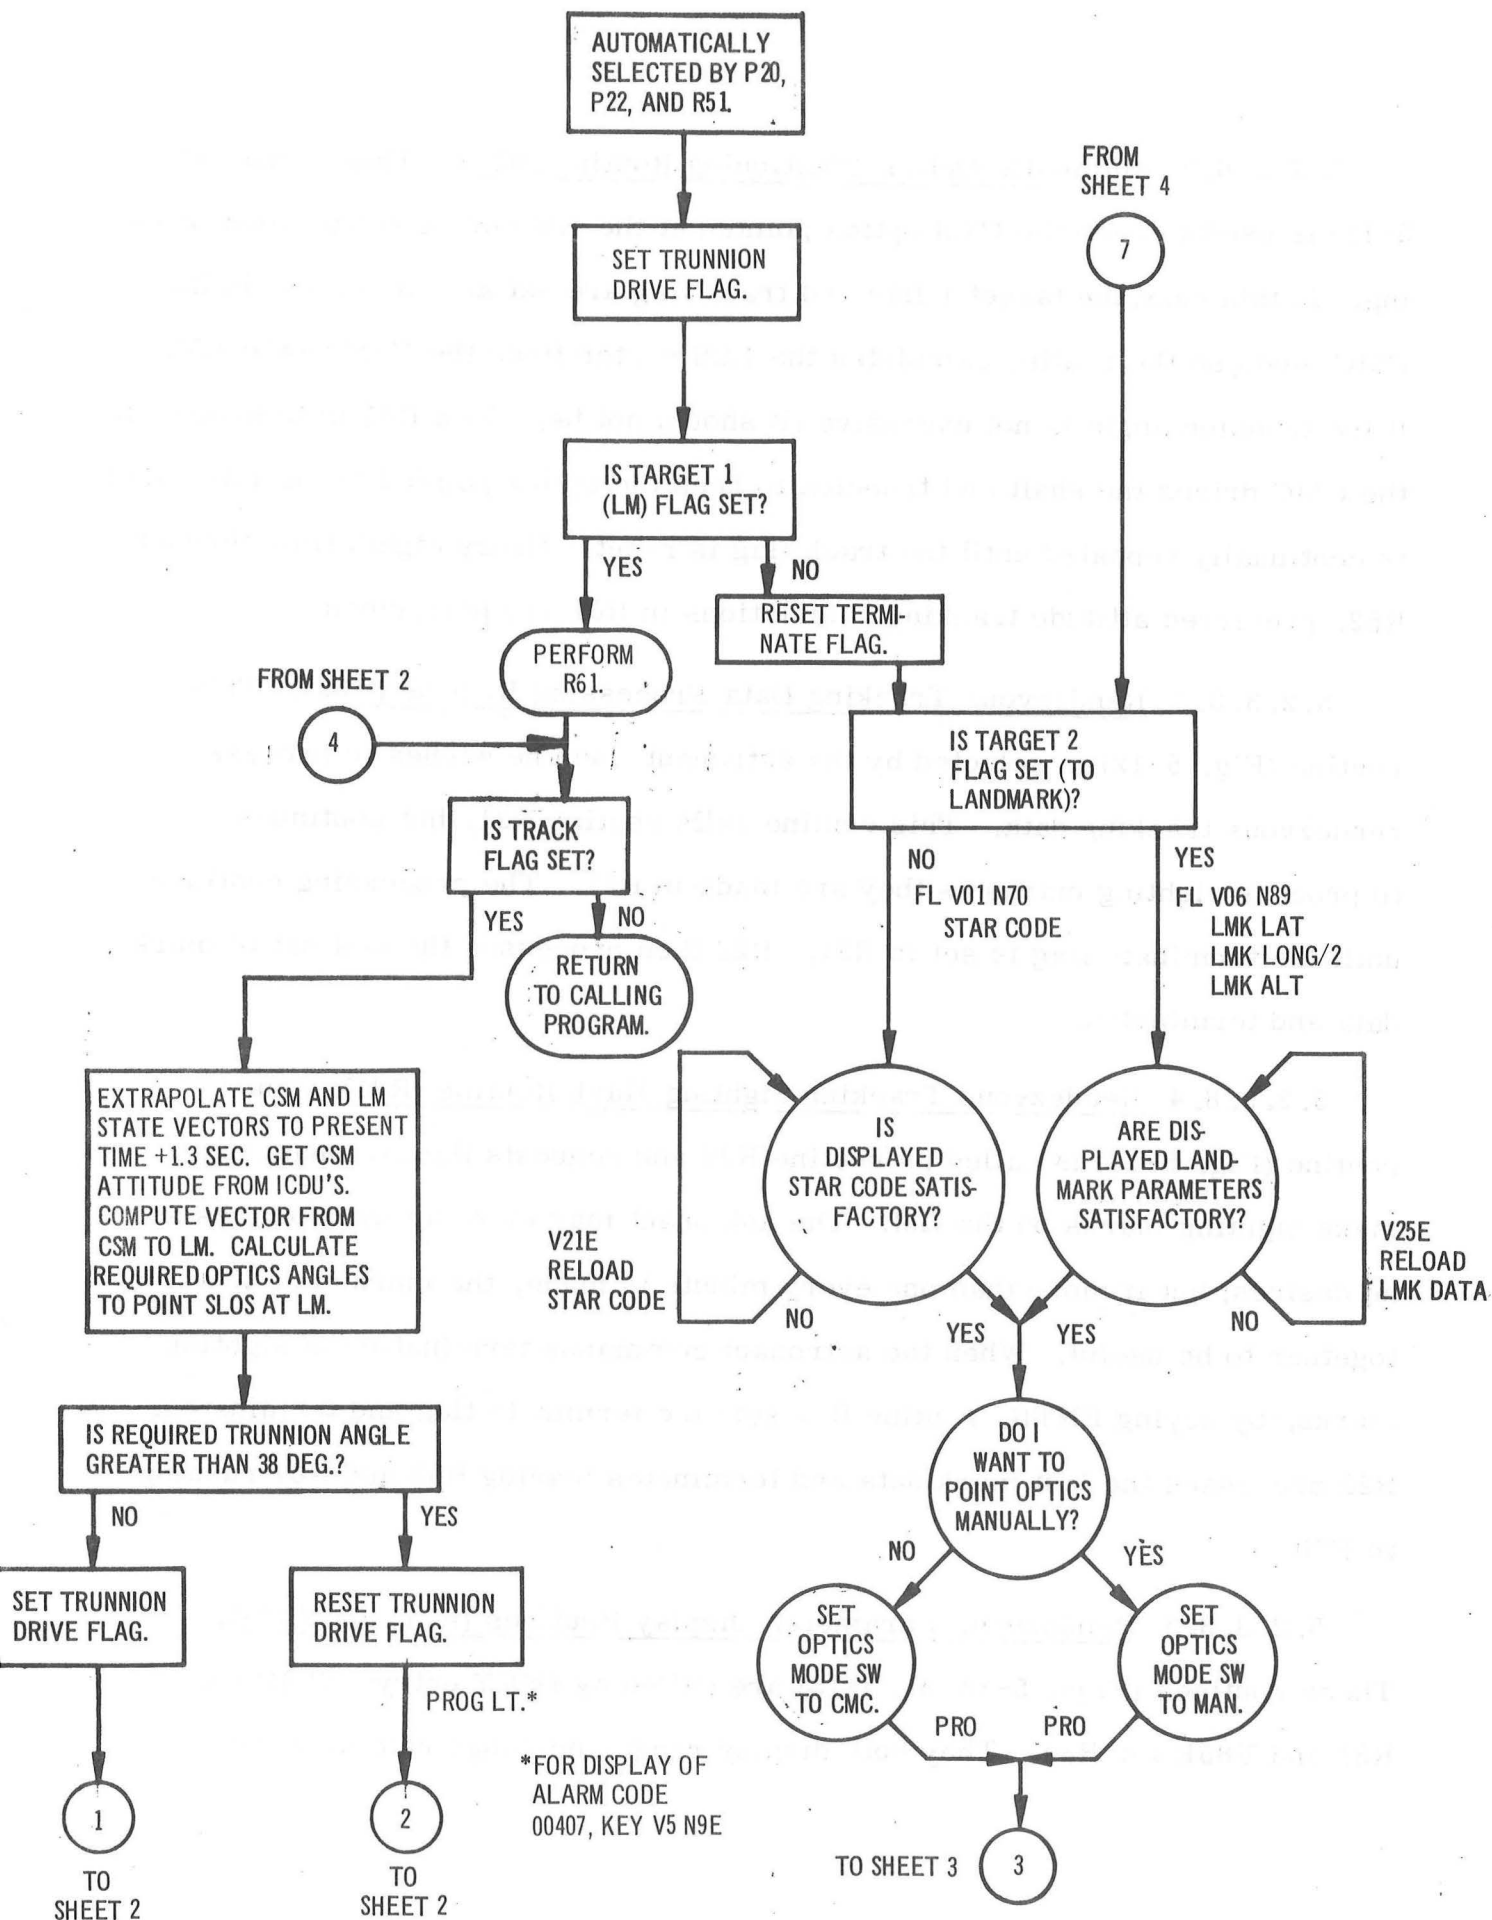 AUTOMATICALLY
SELECTED BY P20,
P22, AND R51.
FROM
SHEET 4
7
SET TRUNNION
DRIVE FLAG.
IS TARGET 1
(LM) FLAG SET?
YES
NO
RESET TERMI-
NATE FLAG.
PERFORM
R61.
FROM SHEET 2
4
IS TARGET 2
FLAG SET (TO
LANDMARK)?
IS TRACK
FLAG SET?
YES
NO
RETURN
TO CALLING
PROGRAM.
NO
FL V01 N70
STAR CODE
YES
FL V06 N89
LMK LAT
LMK LONG/2
LMK ALT
EXTRAPOLATE CSM AND LM
STATE VECTORS TO PRESENT
TIME +1.3 SEC. GET CSM
ATTITUDE FROM ICDU'S.
COMPUTE VECTOR FROM
CSM TO LM. CALCULATE
REQUIRED OPTICS ANGLES
TO POINT SLOS AT LM.
IS
DISPLAYED
STAR CODE SATIS-
FACTORY?
ARE DIS-
PLAYED LAND-
MARK PARAMETERS
SATISFACTORY?
V21E
RELOAD
STAR CODE
NO
YES
YES
NO
V25E
RELOAD
LMK DATA
IS REQUIRED TRUNNION ANGLE
GREATER THAN 38 DEG.?
NO
YES
DO I
WANT TO
POINT OPTICS
MANUALLY?
NO
YES
SET TRUNNION
DRIVE FLAG.
RESET TRUNNION
DRIVE FLAG.
SET
OPTICS
MODE SW
TO CMC.
SET
OPTICS
MODE SW
TO MAN.
PROG LT.*
PRO
PRO
*FOR DISPLAY OF
ALARM CODE
00407, KEY V5 N9E
1
TO
SHEET 2
2
TO
SHEET 2
TO SHEET 3
3